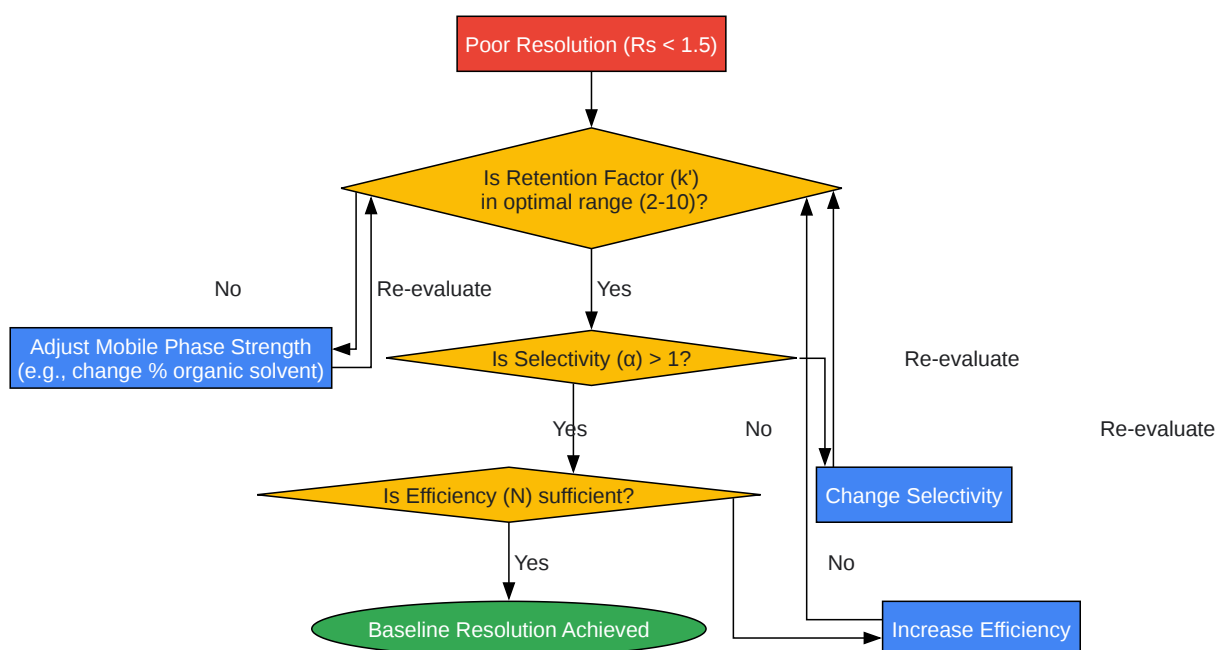 Poor Resolution (Rs < 1.5)
Is Retention Factor (k')
in optimal range (2-10)?
No
Re-evaluate
Yes
Adjust Mobile Phase Strength
(e.g., change % organic solvent)
Is Selectivity (α) > 1?
Re-evaluate
Yes
No
Re-evaluate
Is Efficiency (N) sufficient?
Change Selectivity
Yes
No
Baseline Resolution Achieved
Increase Efficiency